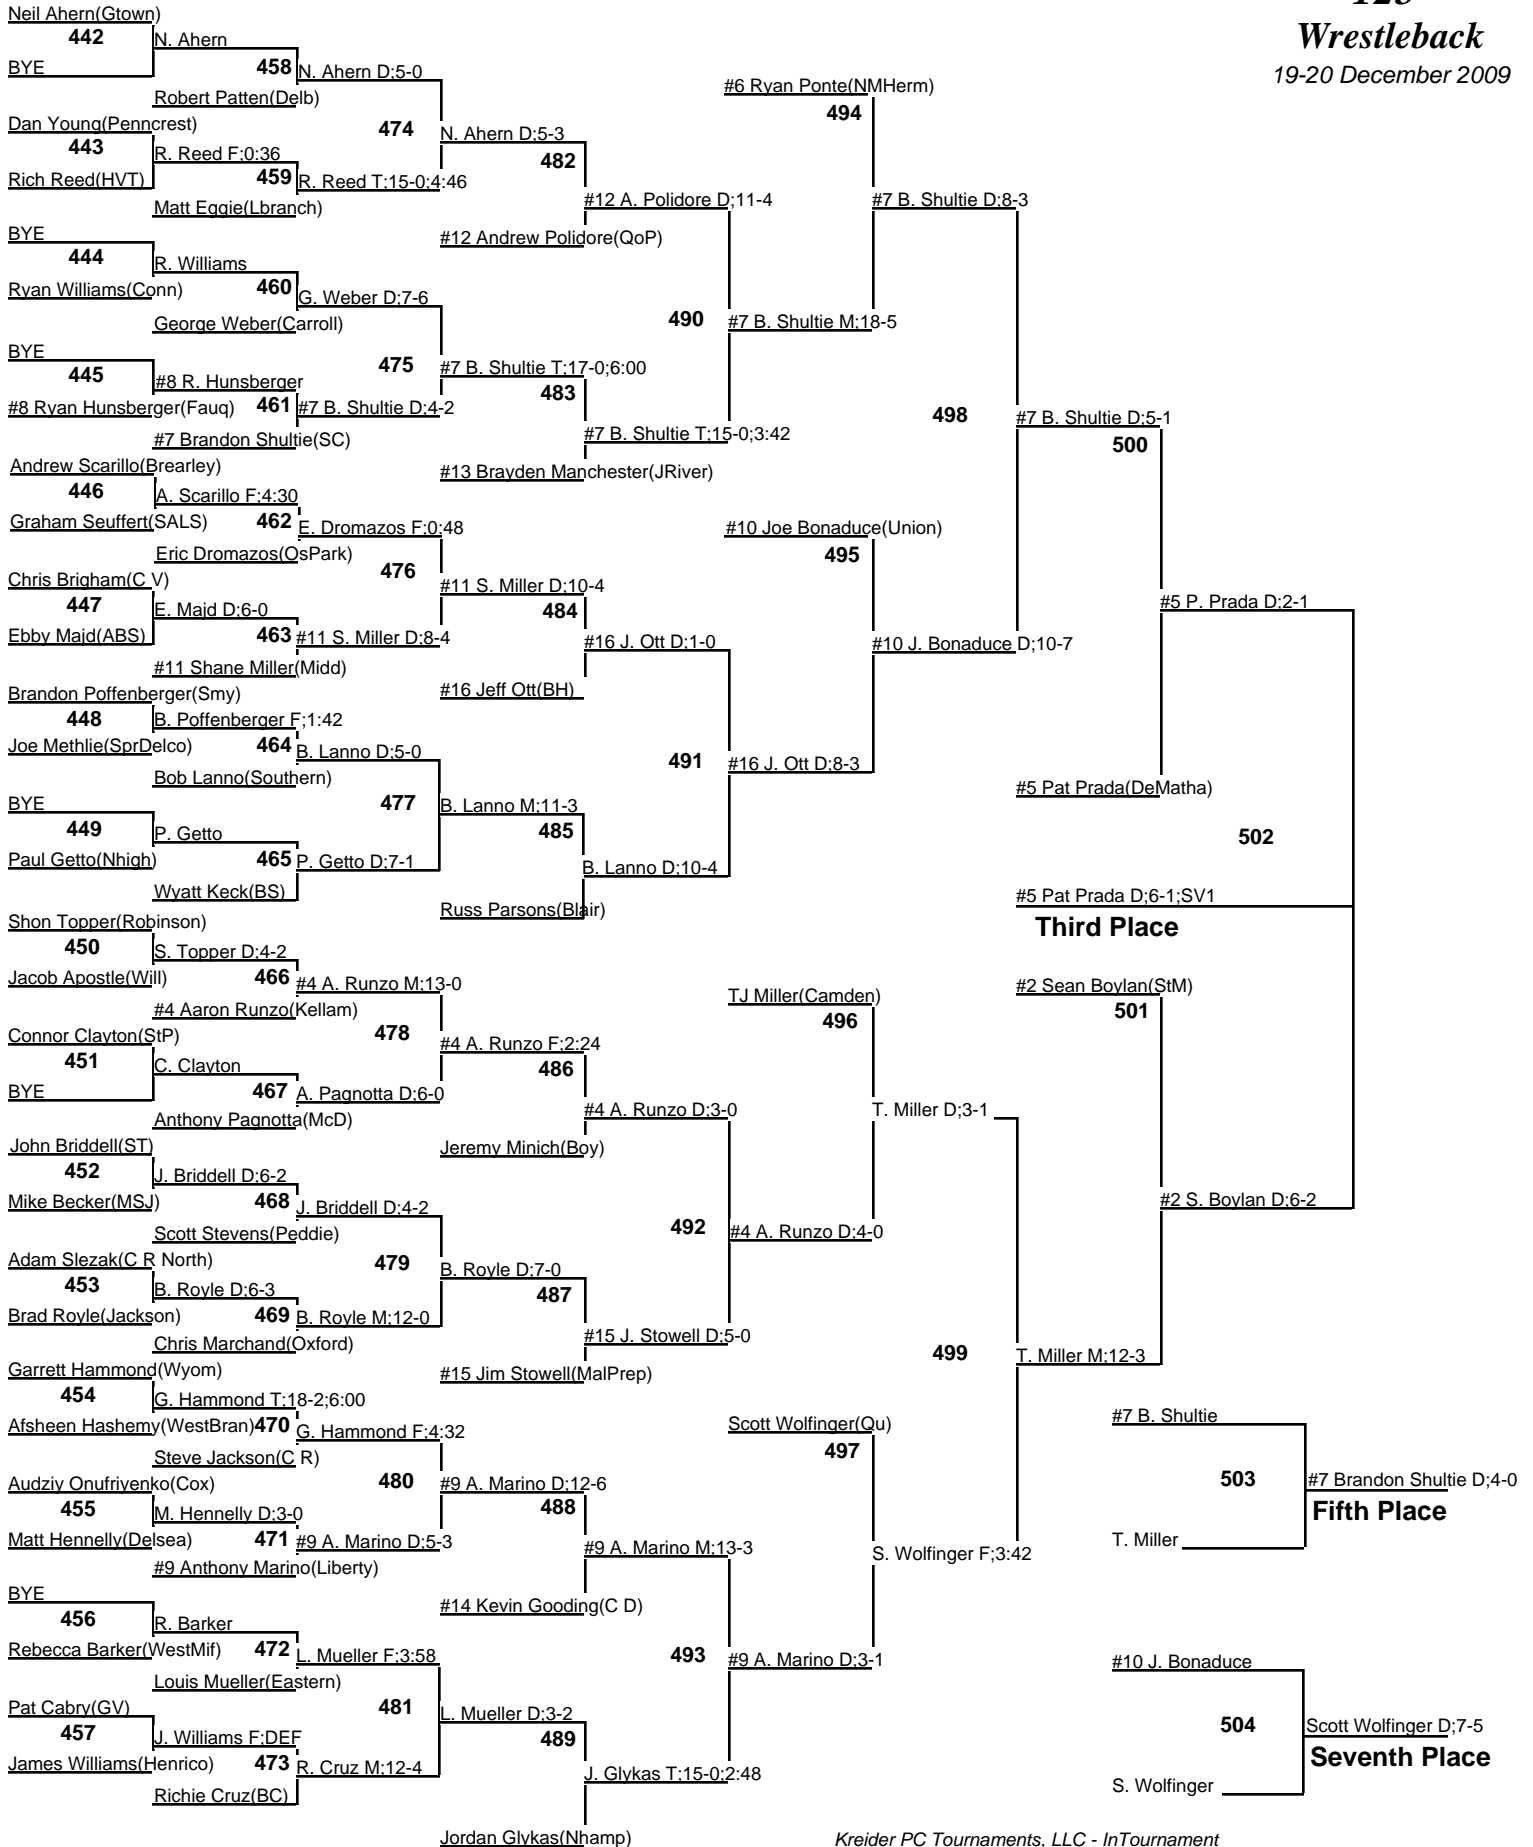 125
Wrestleback
19-20 December 2009
Neil Ahern(Gtown)
442
N. Ahern
BYE
458
N. Ahern D;5-0
Robert Patten(Delb)
Dan Young(Penncrest)
474
N. Ahern D;5-3
443
R. Reed F;0:36
482
Rich Reed(HVT)
459
R. Reed T;15-0;4:46
Matt Eggie(Lbranch)
#12 A. Polidore D;11-4
BYE
#12 Andrew Polidore(QoP)
444
R. Williams
Ryan Williams(Conn)
460
G. Weber D;7-6
George Weber(Carroll)
490
#7 B. Shultie M;18-5
BYE
475
#7 B. Shultie T;17-0;6:00
445
#8 R. Hunsberger
483
#8 Ryan Hunsberger(Fauq)
461
#7 B. Shultie D;4-2
#7 Brandon Shultie(SC)
#7 B. Shultie T;15-0;3:42
#13 Brayden Manchester(JRiver)
#6 Ryan Ponte(NMHerm)
494
#7 B. Shultie D;8-3
498
#7 B. Shultie D;5-1
500
Andrew Scarillo(Brearley)
446
A. Scarillo F;4:30
Graham Seuffert(SALS)
462
E. Dromazos F;0:48
Eric Dromazos(OsPark)
476
#11 S. Miller D;10-4
Chris Brigham(C V)
484
447
E. Majd D;6-0
Ebby Majd(ABS)
463
#11 S. Miller D;8-4
#16 J. Ott D;1-0
#11 Shane Miller(Midd)
#16 Jeff Ott(BH)
#10 Joe Bonaduce(Union)
495
#10 J. Bonaduce D;10-7
#5 P. Prada D;2-1
Brandon Poffenberger(Smy)
448
B. Poffenberger F;1:42
Joe Methlie(SprDelco)
464
B. Lanno D;5-0
491
#16 J. Ott D;8-3
Bob Lanno(Southern)
#5 Pat Prada(DeMatha)
BYE
477
B. Lanno M;11-3
449
P. Getto
485
502
Paul Getto(Nhigh)
465
P. Getto D;7-1
B. Lanno D;10-4
Wyatt Keck(BS)
Russ Parsons(Blair)
#5 Pat Prada D;6-1;SV1
Third Place
Shon Topper(Robinson)
450
S. Topper D;4-2
Jacob Apostle(Will)
466
#4 A. Runzo M;13-0
#4 Aaron Runzo(Kellam)
TJ Miller(Camden)
#2 Sean Boylan(StM)
496
501
Connor Clayton(StP)
478
#4 A. Runzo F;2:24
451
C. Clayton
486
BYE
467
A. Pagnotta D;6-0
#4 A. Runzo D;3-0
T. Miller D;3-1
Anthony Pagnotta(McD)
Jeremy Minich(Boy)
John Briddell(ST)
452
J. Briddell D;6-2
Mike Becker(MSJ)
468
J. Briddell D;4-2
#2 S. Boylan D;6-2
Scott Stevens(Peddie)
492
#4 A. Runzo D;4-0
Adam Slezak(C R North)
479
B. Royle D;7-0
453
B. Royle D;6-3
487
Brad Royle(Jackson)
469
B. Royle M;12-0
#15 J. Stowell D;5-0
Chris Marchand(Oxford)
499
T. Miller M;12-3
#15 Jim Stowell(MalPrep)
Garrett Hammond(Wyom)
454
G. Hammond T;18-2;6:00
Afsheen Hashemy(WestBran)
470
G. Hammond F;4:32
Scott Wolfinger(Qu)
#7 B. Shultie
497
Steve Jackson(C R)
Audziy Onufriyenko(Cox)
480
#9 A. Marino D;12-6
503
#7 Brandon Shultie D;4-0
455
M. Hennelly D;3-0
488
Fifth Place
Matt Hennelly(Delsea)
471
#9 A. Marino D;5-3
#9 A. Marino M;13-3
S. Wolfinger F;3:42
T. Miller
#9 Anthony Marino(Liberty)
BYE
#14 Kevin Gooding(C D)
456
R. Barker
Rebecca Barker(WestMif)
472
L. Mueller F;3:58
493
#9 A. Marino D;3-1
#10 J. Bonaduce
Louis Mueller(Eastern)
Pat Cabry(GV)
481
L. Mueller D;3-2
457
J. Williams F;DEF
489
504
Scott Wolfinger D;7-5
James Williams(Henrico)
473
R. Cruz M;12-4
J. Glykas T;15-0;2:48
Seventh Place
Richie Cruz(BC)
S. Wolfinger
Jordan Glykas(Nhamp)
Kreider PC Tournaments, LLC - InTournament